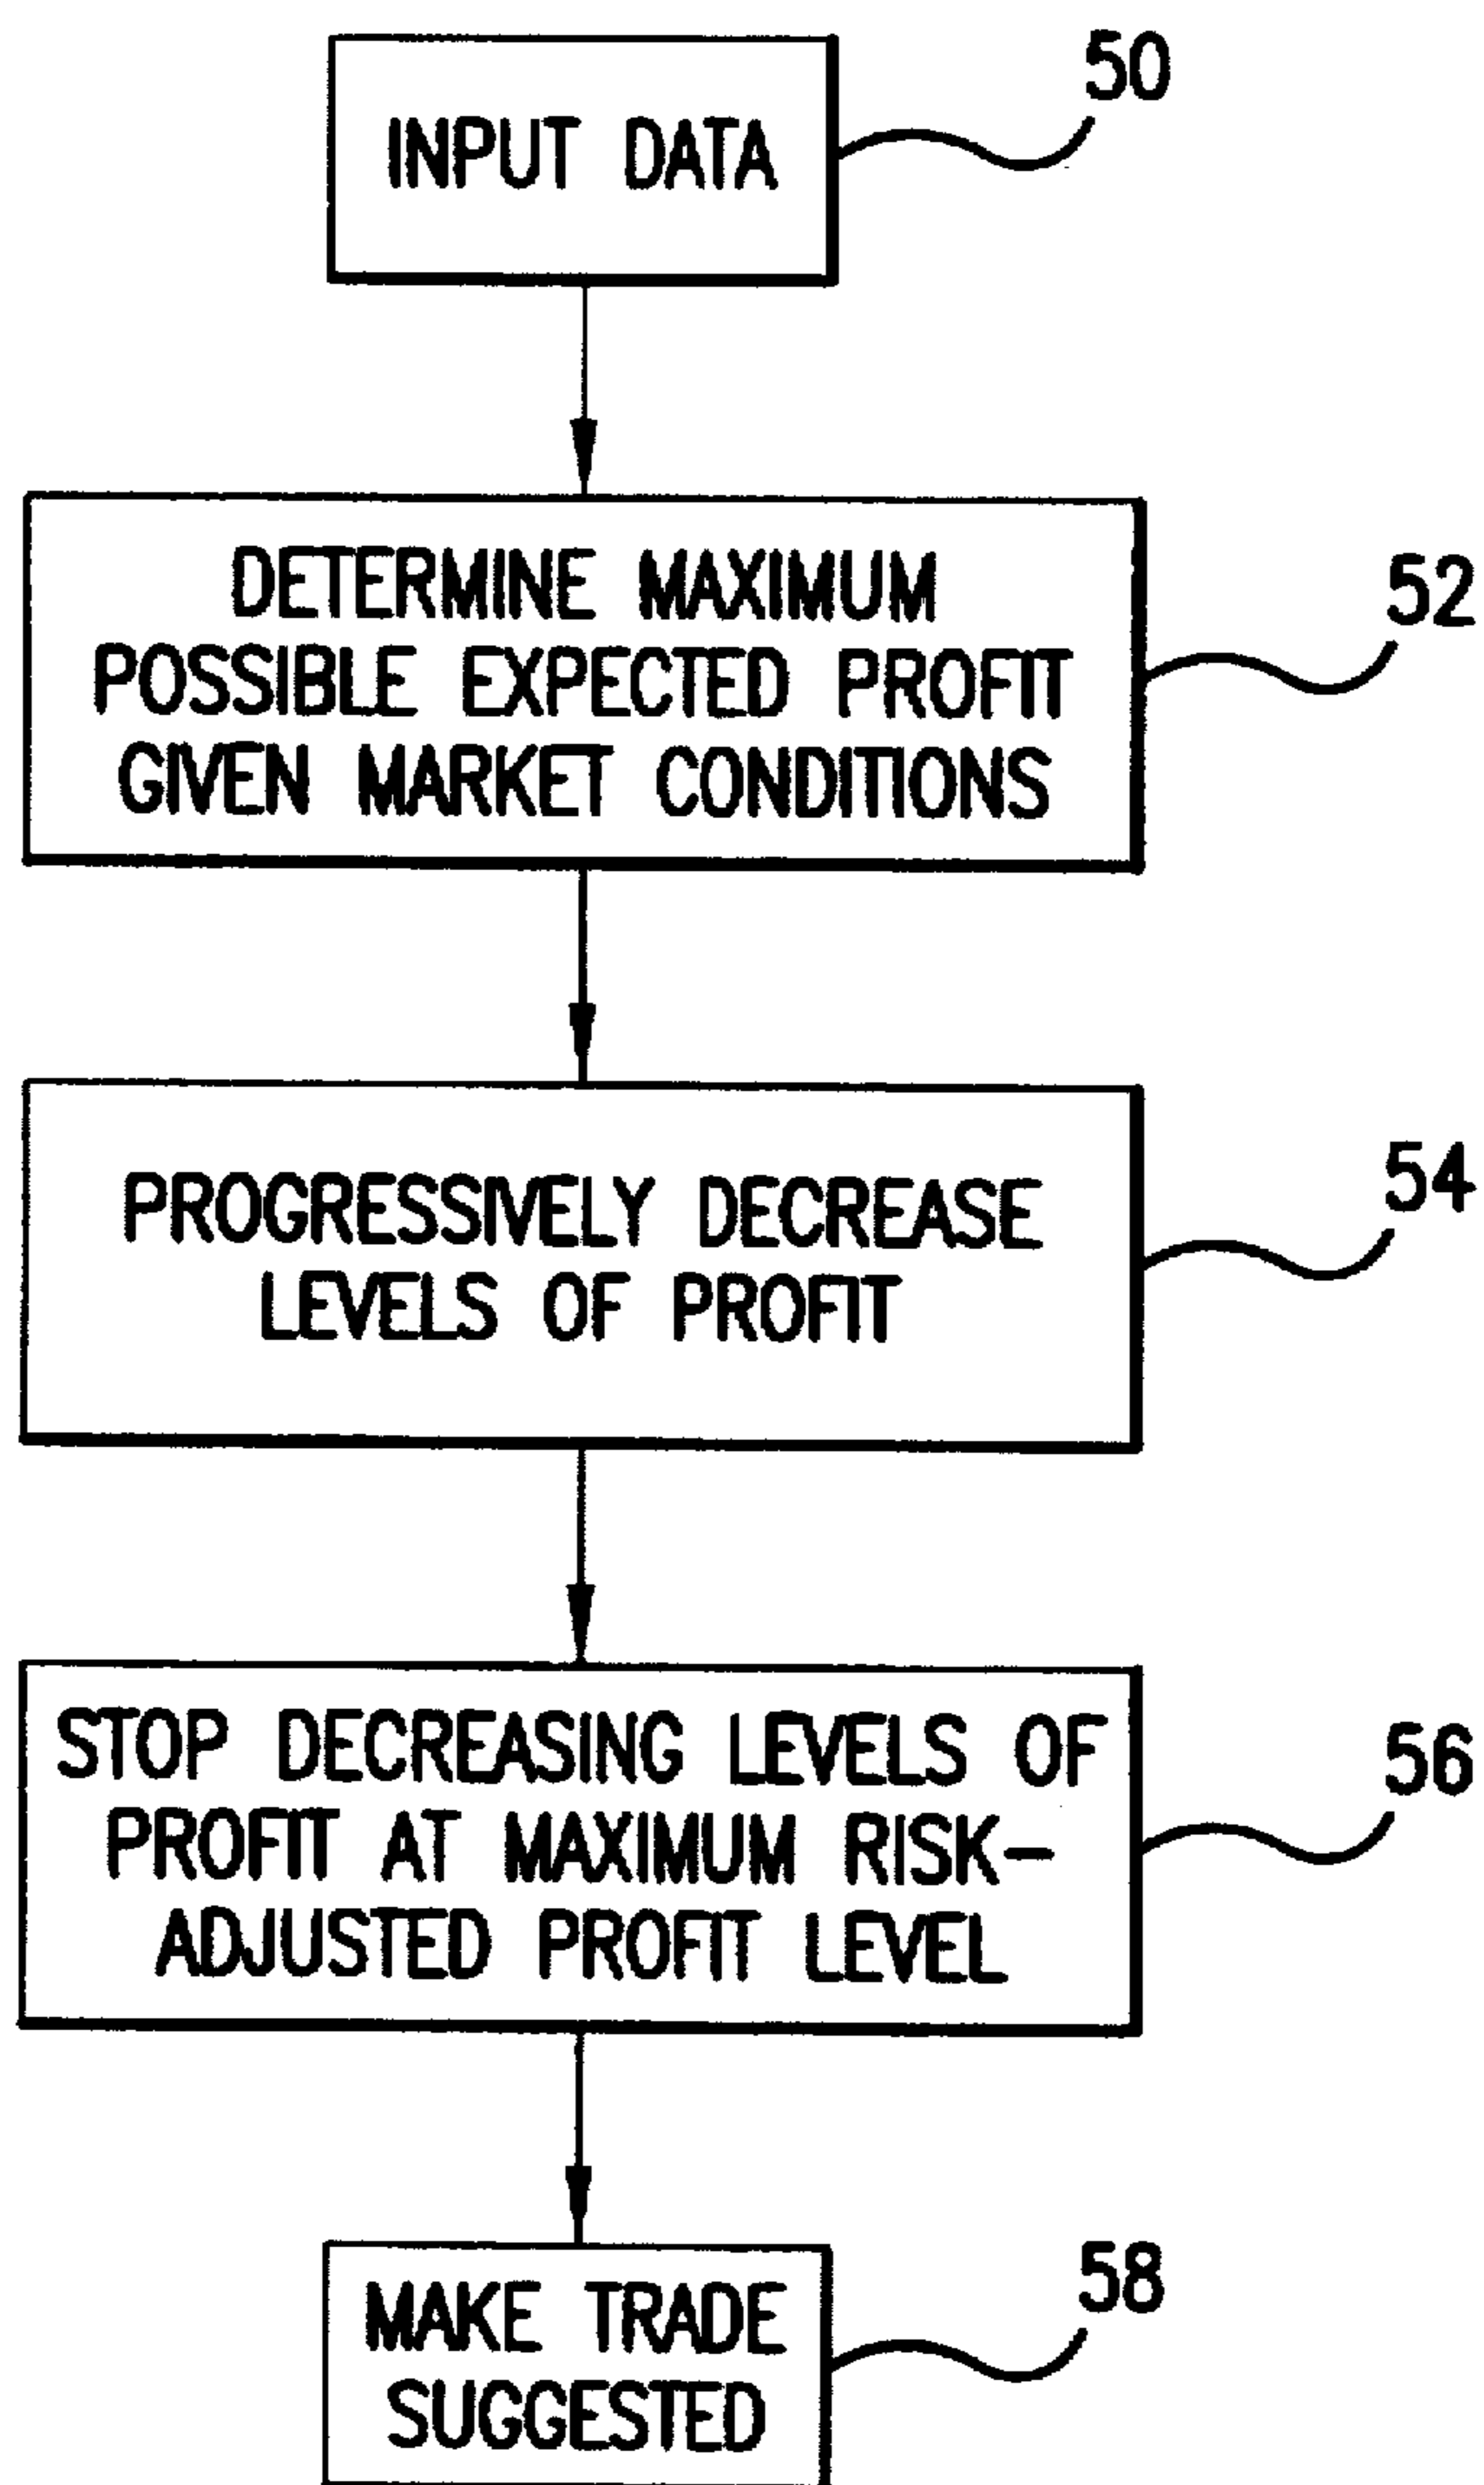 50
INPUT DATA
52
DETERMINE MAXIMUM
POSSIBLE EXPECTED PROFIT
GIVEN MARKET CONDITIONS
54
PROGRESSIVELY DECREASE
LEVELS OF PROFIT
56
STOP DECREASING LEVELS OF
PROFIT AT MAXIMUM RISK-
ADJUSTED PROFIT LEVEL
58
MAKE TRADE
SUGGESTED